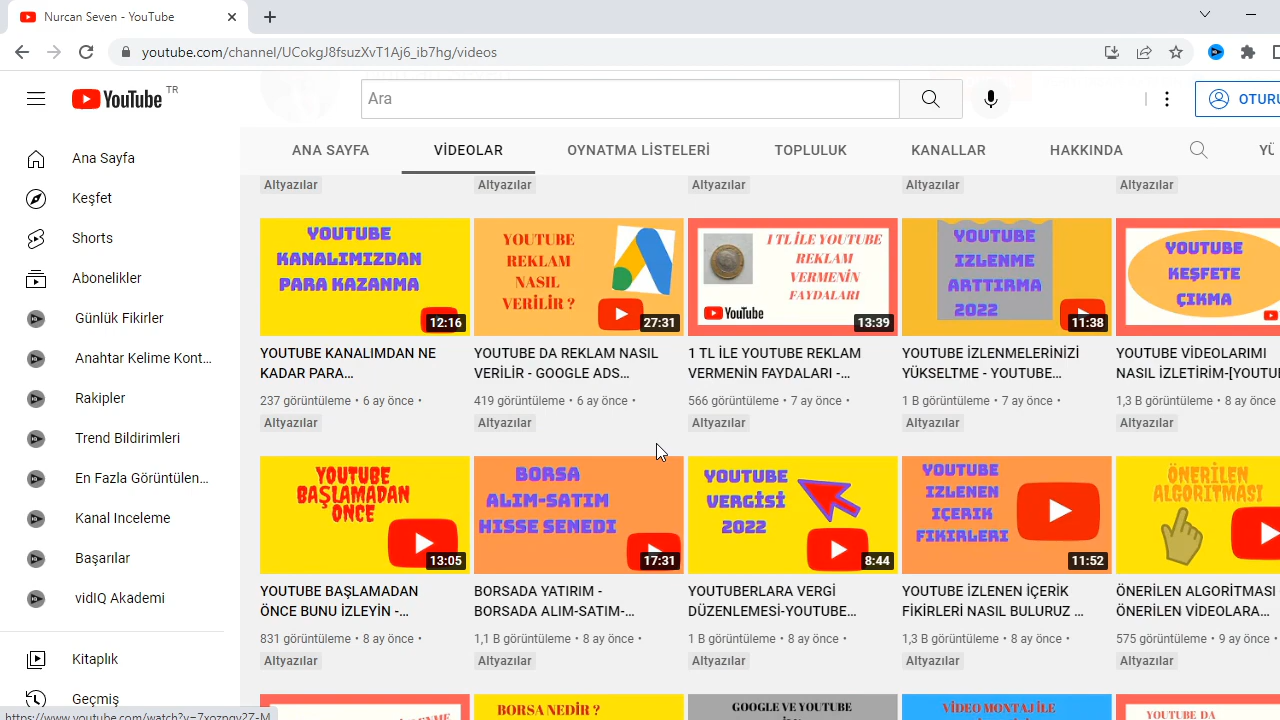 Nurcan Seven - YouTube
youtube.com/channel/UCokgJ8fsuzXvT1Aj6_ib7hg/videos
YouTube TR
Ara
OTURU
ANA SAYFA
VİDEOLAR
OYNATMA LİSTELERİ
TOPLULUK
KANALLAR
HAKKINDA
Ana Sayfa
Keşfet
Shorts
Abonelikler
Günlük Fikirler
Anahtar Kelime Kont...
Rakipler
Trend Bildirimleri
En Fazla Görüntülen...
Kanal Inceleme
Başarılar
vidIQ Akademi
Kitaplık
Geçmiş
Altyazılar
Altyazılar
Altyazılar
Altyazılar
Altyazılar
YOUTUBE
KANALIMIZDAN
PARA KAZANMA
12:16
YOUTUBE KANALIMDAN NE
KADAR PARA...
237 görüntüleme • 6 ay önce •
Altyazılar
YOUTUBE
REKLAM
NASIL
VERİLİR ?
27:31
YOUTUBE DA REKLAM NASIL
VERİLİR - GOOGLE ADS...
419 görüntüleme • 6 ay önce •
Altyazılar
1 TL İLE YOUTUBE
REKLAM
VERMENİN
FAYDALARI
YouTube
13:39
1 TL İLE YOUTUBE REKLAM
VERMENİN FAYDALARI -...
566 görüntüleme • 7 ay önce •
Altyazılar
YOUTUBE
IZLENME
ARTTIRMA
2022
11:38
YOUTUBE İZLENMELERİNİZİ
YÜKSELTME - YOUTUBE...
1 B görüntüleme • 7 ay önce •
Altyazılar
YOUTUBE
KEŞFETE
ÇIKMA
YOUTUBE VİDEOLARIMI
NASIL İZLETİRİM-[YOUTU
1,3 B görüntüleme • 8 ay önce
Altyazılar
YOUTUBE
BAŞLAMADAN
ÖNCE
13:05
YOUTUBE BAŞLAMADAN
ÖNCE BUNU İZLEYİN -...
831 görüntüleme • 8 ay önce •
Altyazılar
BORSA
ALIM-SATIM
HISSE SENEDI
17:31
BORSADA YATIRIM -
BORSADA ALIM-SATIM-...
1,1 B görüntüleme • 8 ay önce •
Altyazılar
YOUTUBE
VERGİSİ
2022
8:44
YOUTUBERLARA VERGİ
DÜZENLEMESİ-YOUTUBE...
1 B görüntüleme • 8 ay önce •
Altyazılar
YOUTUBE
IZLENEN
IÇERIK
FIKIRLERI
11:52
YOUTUBE İZLENEN İÇERİK
FİKİRLERİ NASIL BULURUZ ...
1,3 B görüntüleme • 8 ay önce •
Altyazılar
ÖNERİLEN
ALGORİTMASI
ÖNERİLEN ALGORİTMASI
ÖNERİLEN VİDEOLARA...
575 görüntüleme • 9 ay önce •
Altyazılar
BORSA NEDİR ?
GOOGLE VE YOUTUBE
VİDEO MONTAJ İLE
YOUTUBE DA